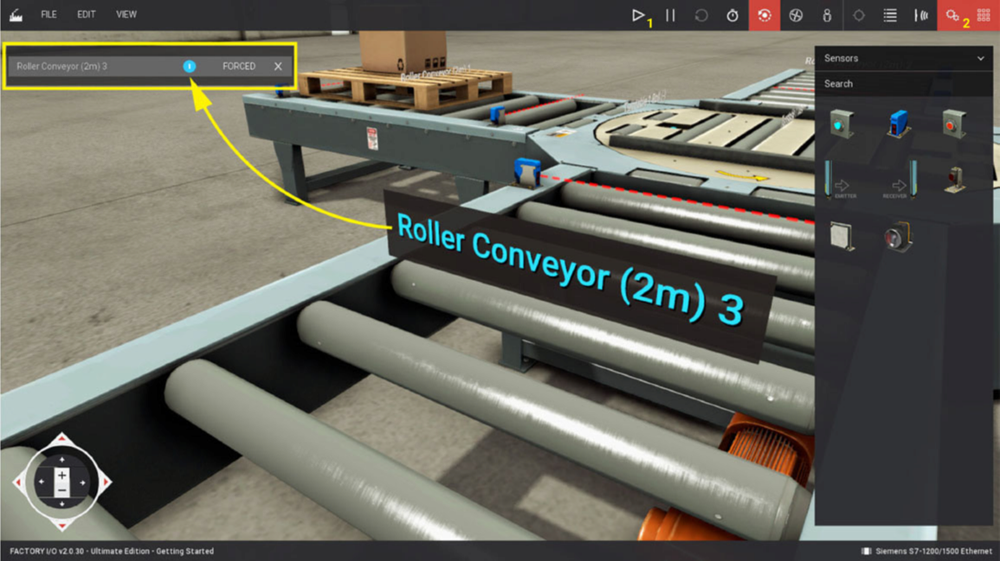 FILE EDIT VIEW
1
2
Roller Conveyor (2m) 3 FORCED X
Roller Conveyor (2m) 3
Sensors
Search
EMITTER
RECEIVER
FACTORY I/O v2.0.30 - Ultimate Edition - Getting Started
Siemens S7-1200/1500 Ethernet